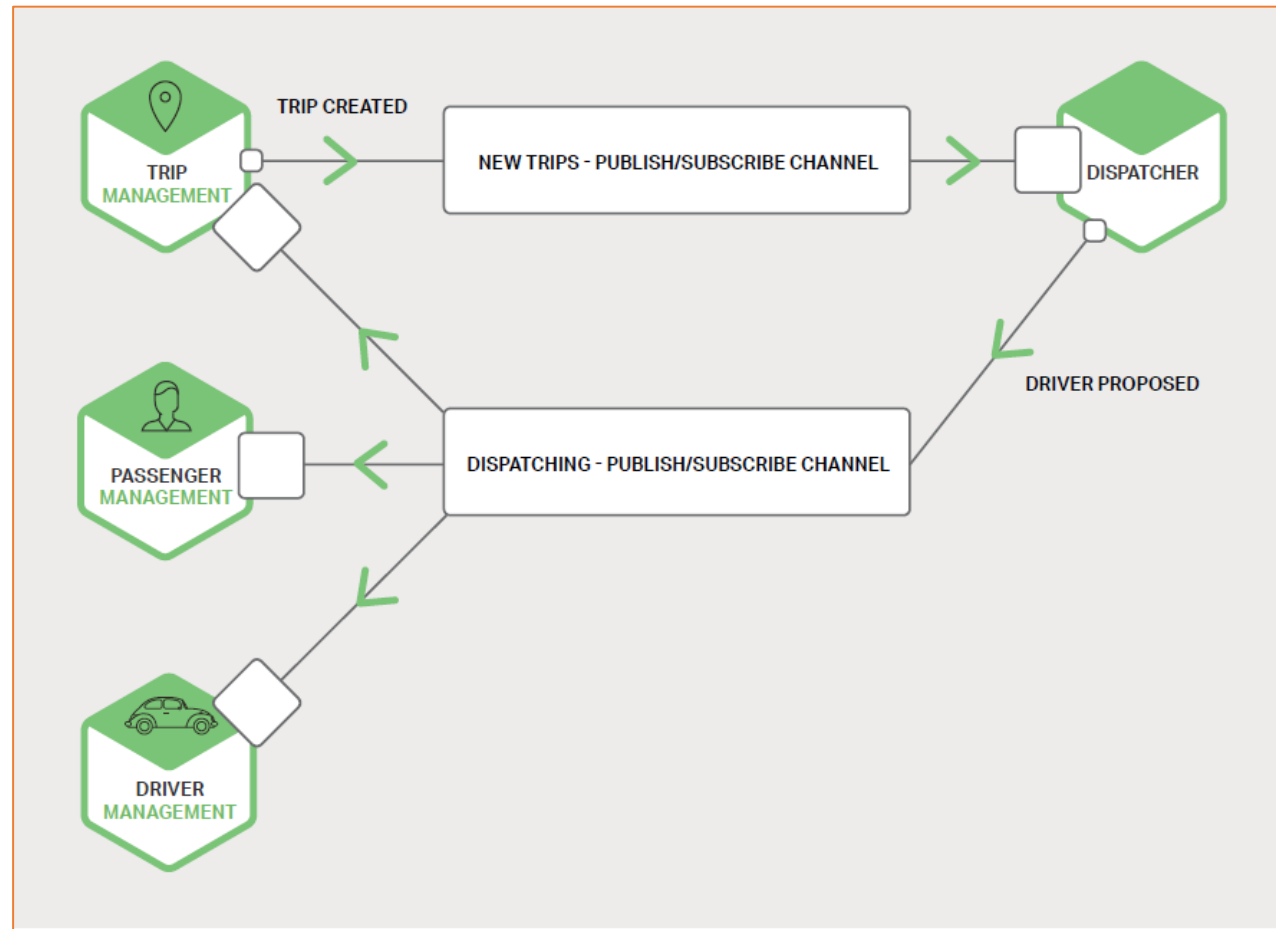 TRIP CREATED
NEW TRIPS - PUBLISH/SUBSCRIBE CHANNEL
TRIP
MANAGEMENT
DISPATCHER
DRIVER PROPOSED
DISPATCHING - PUBLISH/SUBSCRIBE CHANNEL
PASSENGER
MANAGEMENT
DRIVER
MANAGEMENT